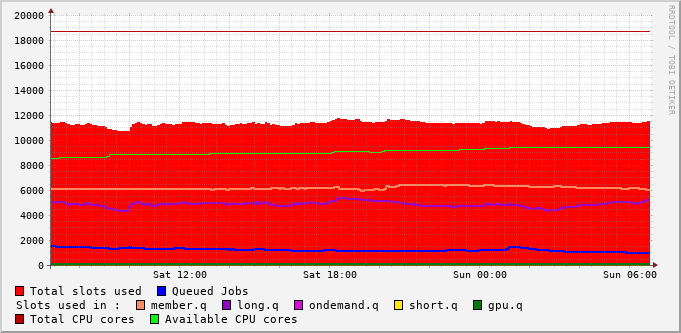 20000
18000
16000
14000
12000
10000
8000
6000
4000
2000
0
Sat 12:00 Sat 18:00 Sun 00:00 Sun 06:00
RRDTOOL / TOBI OETIKER
Total slots used Queued Jobs
Slots used in : member.q long.q ondemand.q short.q gpu.q
Total CPU cores Available CPU cores